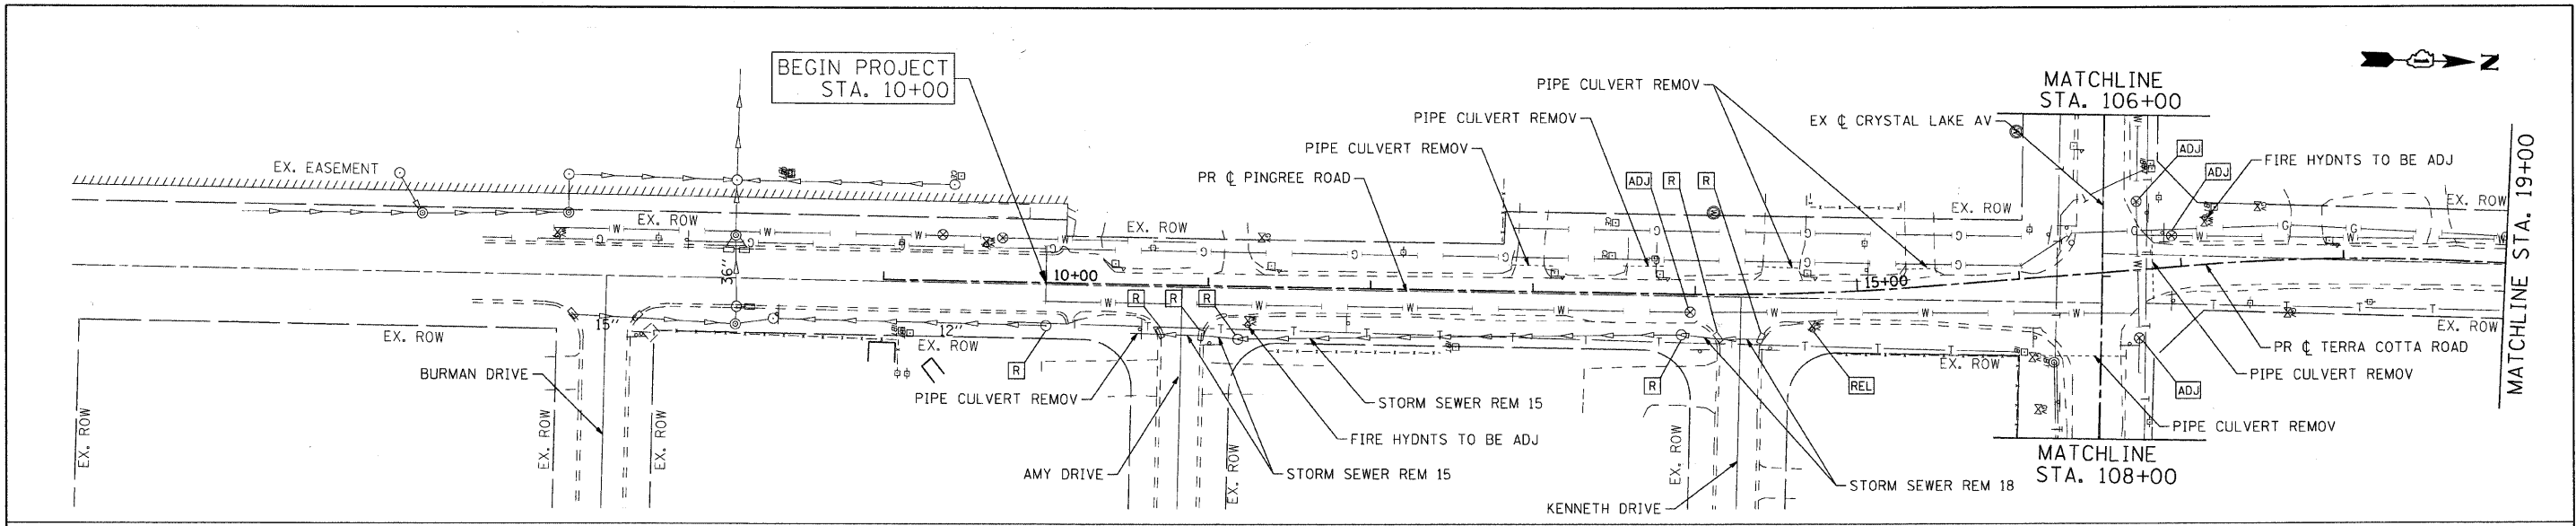 BEGIN PROJECT
STA. 10+00
EX. EASEMENT
EX. ROW
W W W W W
G G G
36"
15"
12"
10+00
15+00
EX. ROW
EX. ROW
EX. ROW
BURMAN DRIVE
EX. ROW
EX. ROW
EX. ROW
R
R
R
R
PIPE CULVERT REMOV
AMY DRIVE
EX. ROW
STORM SEWER REM 15
FIRE HYDNTS TO BE ADJ
STORM SEWER REM 15
PR ℄ PINGREE ROAD
PIPE CULVERT REMOV
PIPE CULVERT REMOV
PIPE CULVERT REMOV
ADJ
R
R
R
REL
EX. ROW
KENNETH DRIVE
STORM SEWER REM 18
EX. ROW
EX. ROW
EX ℄ CRYSTAL LAKE AV
MATCHLINE
STA. 106+00
ADJ
ADJ
FIRE HYDNTS TO BE ADJ
EX. ROW
EX. ROW
PR ℄ TERRA COTTA ROAD
PIPE CULVERT REMOV
ADJ
PIPE CULVERT REMOV
MATCHLINE
STA. 108+00
MATCHLINE STA. 19+00
N